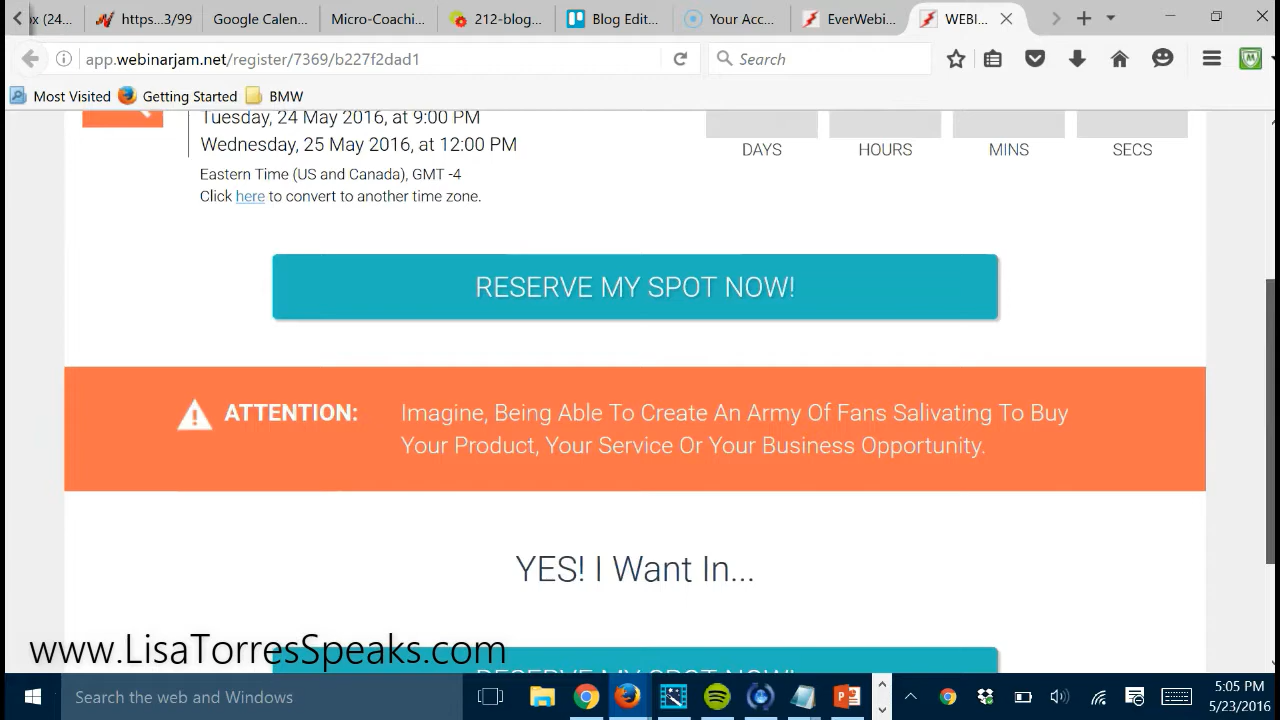 ox (24...
https...3/99
Google Calen...
Micro-Coachi...
212-blog...
Blog Edit...
Your Acc...
EverWebi...
WEBI...
app.webinarjam.net/register/7369/b227f2dad1
Search
Most Visited
Getting Started
BMW
Tuesday, 24 May 2016, at 9:00 PM
Wednesday, 25 May 2016, at 12:00 PM
Eastern Time (US and Canada), GMT -4
Click here to convert to another time zone.
DAYS
HOURS
MINS
SECS
RESERVE MY SPOT NOW!
ATTENTION:
Imagine, Being Able To Create An Army Of Fans Salivating To Buy
Your Product, Your Service Or Your Business Opportunity.
YES! I Want In...
RESERVE MY SPOT NOW!
www.LisaTorresSpeaks.com
Search the web and Windows
5:05 PM
5/23/2016